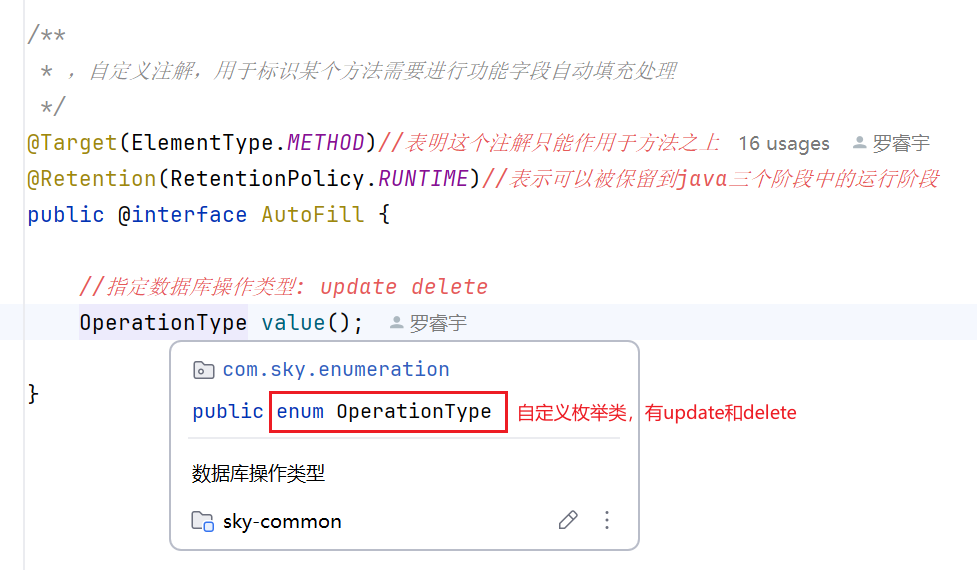 /**
* ，自定义注解，用于标识某个方法需要进行功能字段自动填充处理
*/
@Target(ElementType.METHOD)//表明这个注解只能作用于方法之上 16 usages 罗睿宇
@Retention(RetentionPolicy.RUNTIME)//表示可以被保留到java三个阶段中的运行阶段
public @interface AutoFill {
//指定数据库操作类型: update delete
OperationType value(); 罗睿宇
com.sky.enumeration
public enum OperationType 自定义枚举类，有update和delete
}
数据库操作类型
sky-common